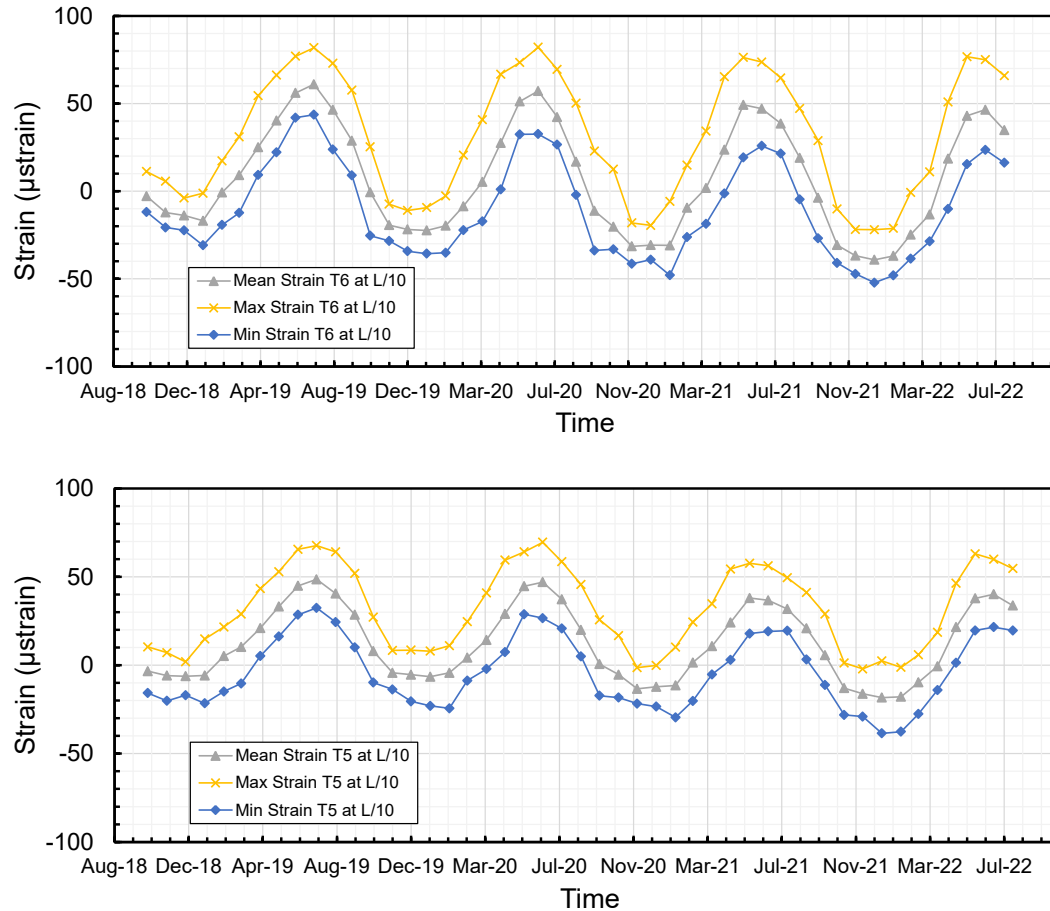 100
50
0
-50
-100
Strain (µstrain)
Mean Strain T6 at L/10
Max Strain T6 at L/10
Min Strain T6 at L/10
Aug-18 Dec-18 Apr-19 Aug-19 Dec-19 Mar-20 Jul-20 Nov-20 Mar-21 Jul-21 Nov-21 Mar-22 Jul-22
Time
100
50
0
-50
-100
Strain (µstrain)
Mean Strain T5 at L/10
Max Strain T5 at L/10
Min Strain T5 at L/10
Aug-18 Dec-18 Apr-19 Aug-19 Dec-19 Mar-20 Jul-20 Nov-20 Mar-21 Jul-21 Nov-21 Mar-22 Jul-22
Time